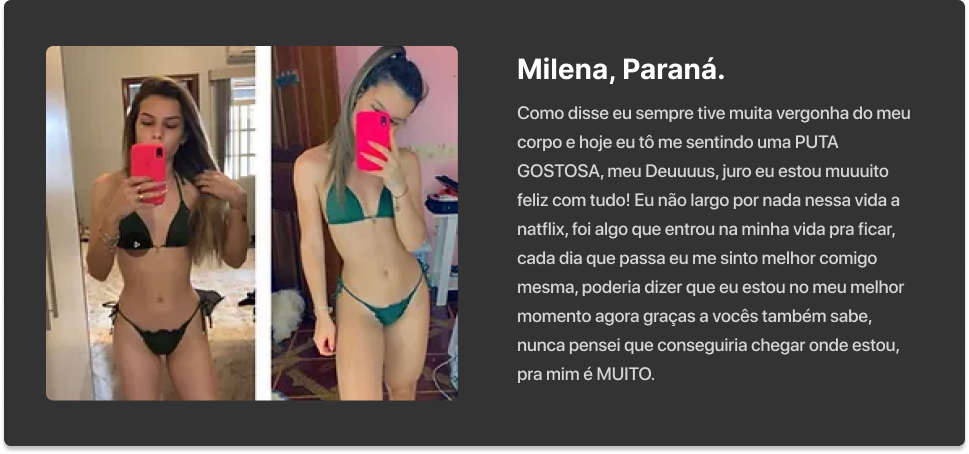 Milena, Paraná.
Como disse eu sempre tive muita vergonha do meu
corpo e hoje eu tô me sentindo uma PUTA
GOSTOSA, meu Deuuuus, juro eu estou muuuito
feliz com tudo! Eu não largo por nada nessa vida a
natflix, foi algo que entrou na minha vida pra ficar,
cada dia que passa eu me sinto melhor comigo
mesma, poderia dizer que eu estou no meu melhor
momento agora graças a vocês também sabe,
nunca pensei que conseguiria chegar onde estou,
pra mim é MUITO.